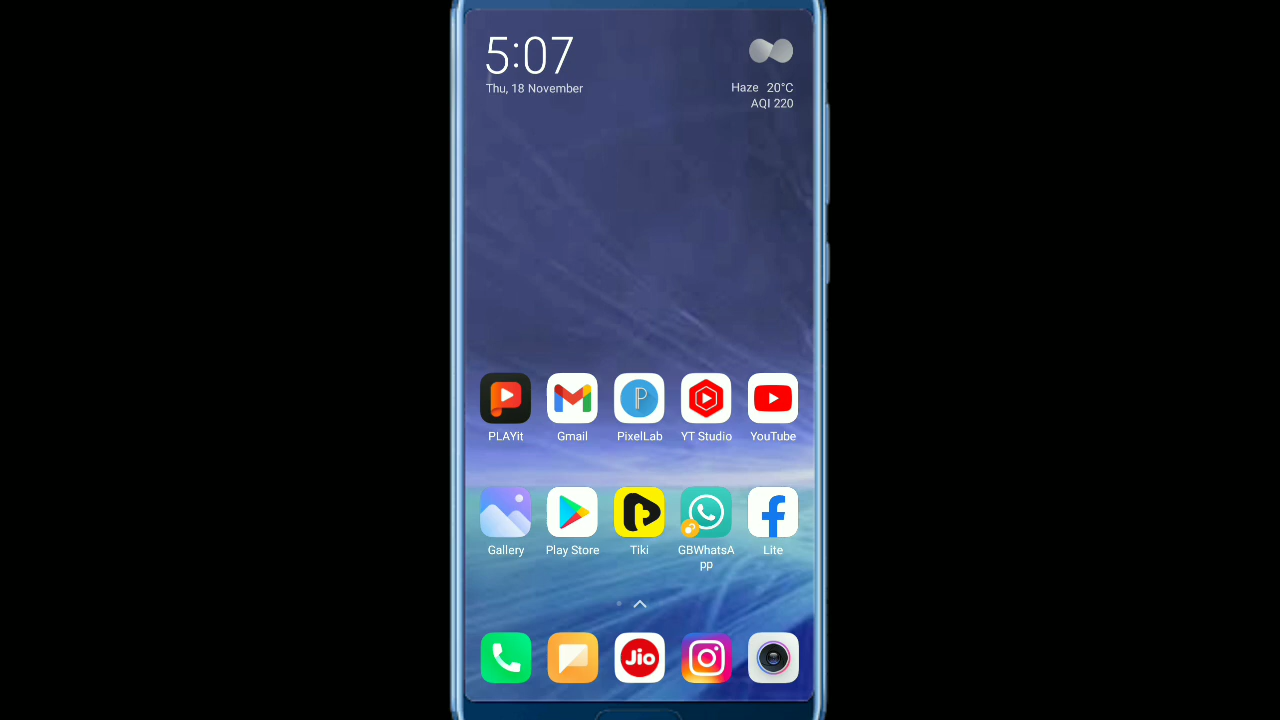 5:07
Thu, 18 November
Haze 20°C
AQI 220
PLAYit
Gmail
PixelLab
YT Studio
YouTube
Gallery
Play Store
Tiki
GBWhatsA
pp
Lite
Jio